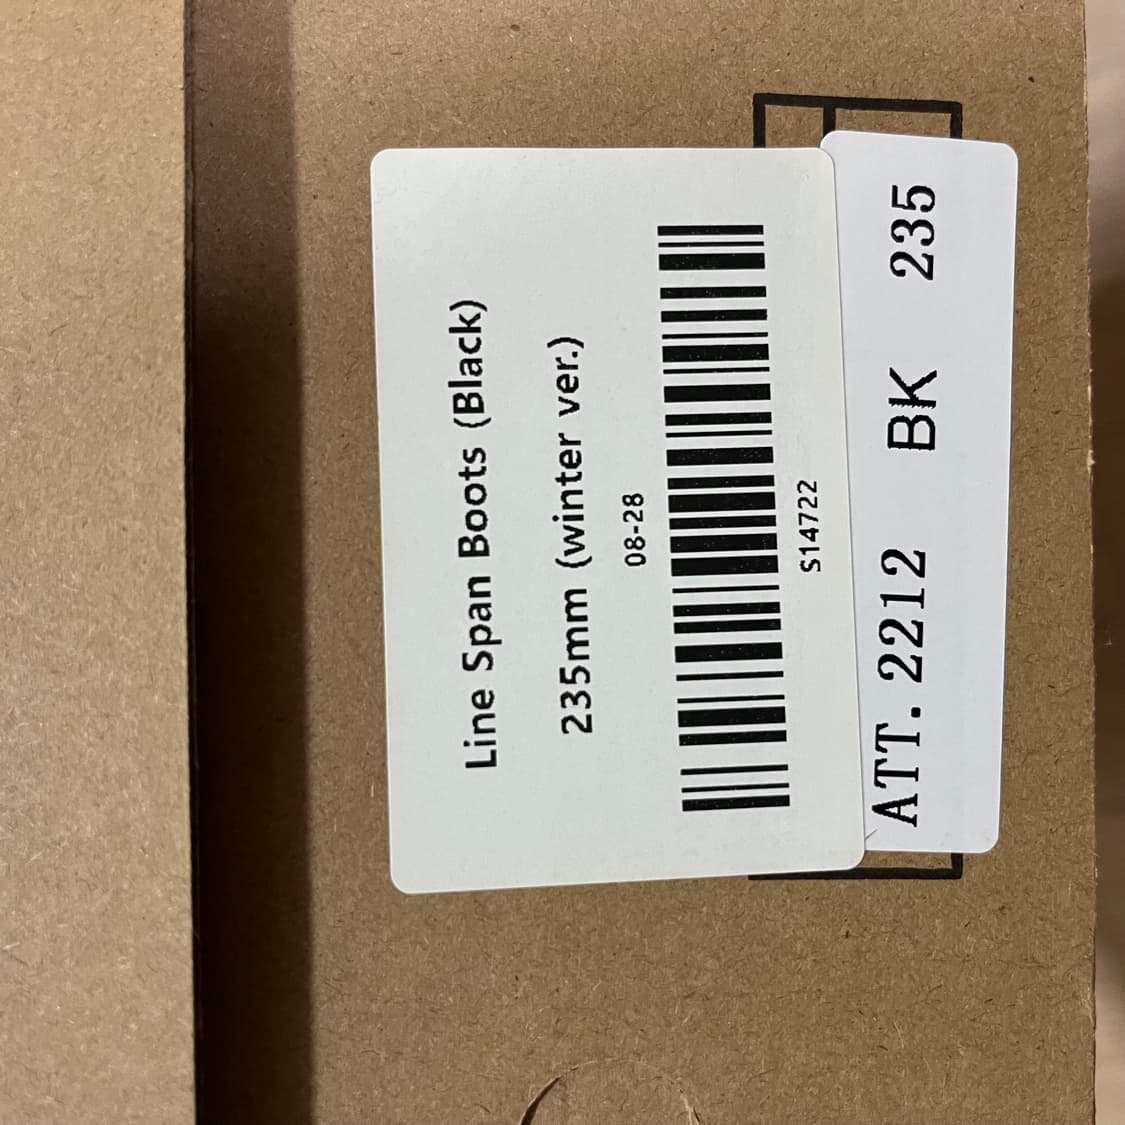 Line Span Boots (Black)
235mm (winter ver.)
08-28
S14722
ATT.2212 BK 235